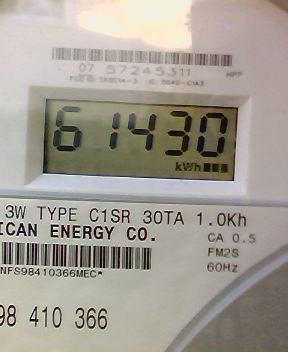 07 57245311 MPP
61430
kWh
3W TYPE C1SR 30TA 1.0Kh
ICAN ENERGY CO.
CA 0.5
FM2S
60Hz
NFS98410366MEC*
98 410 366